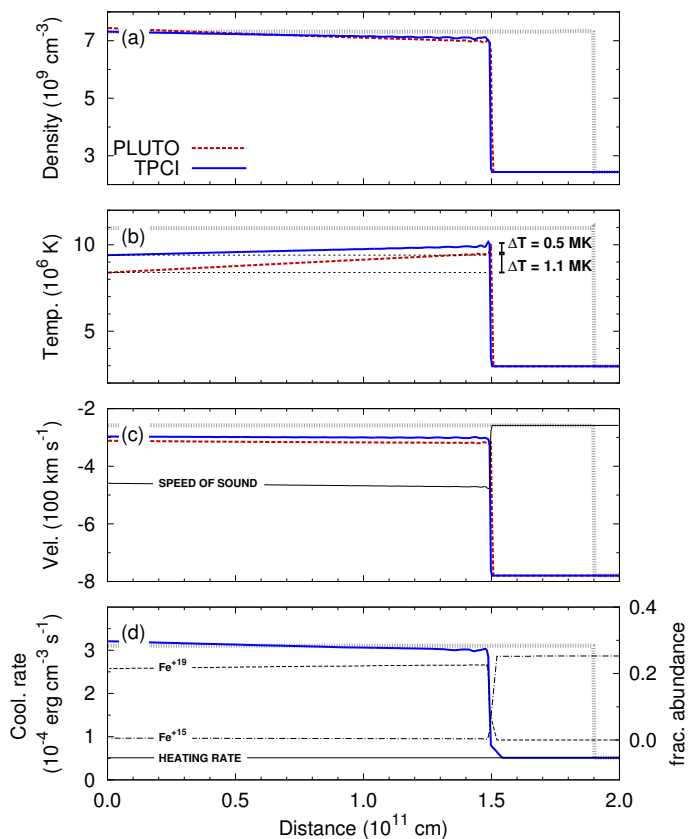 Density (10⁹ cm⁻³)
7
5
3
(a)
PLUTO
TPCI
Temp. (10⁶ K)
10
7
3
(b)
ΔT = 0.5 MK
ΔT = 1.1 MK
Vel. (100 km s⁻¹)
-2
-4
-6
-8
(c)
SPEED OF SOUND
Cool. rate
(10⁻⁴ erg cm⁻³ s⁻¹)
3
2
1
0
(d)
Fe⁺¹⁹
Fe⁺¹⁵
HEATING RATE
0.4
0.2
0.0
frac. abundance
0.0 0.5 1.0 1.5 2.0
Distance (10¹¹ cm)